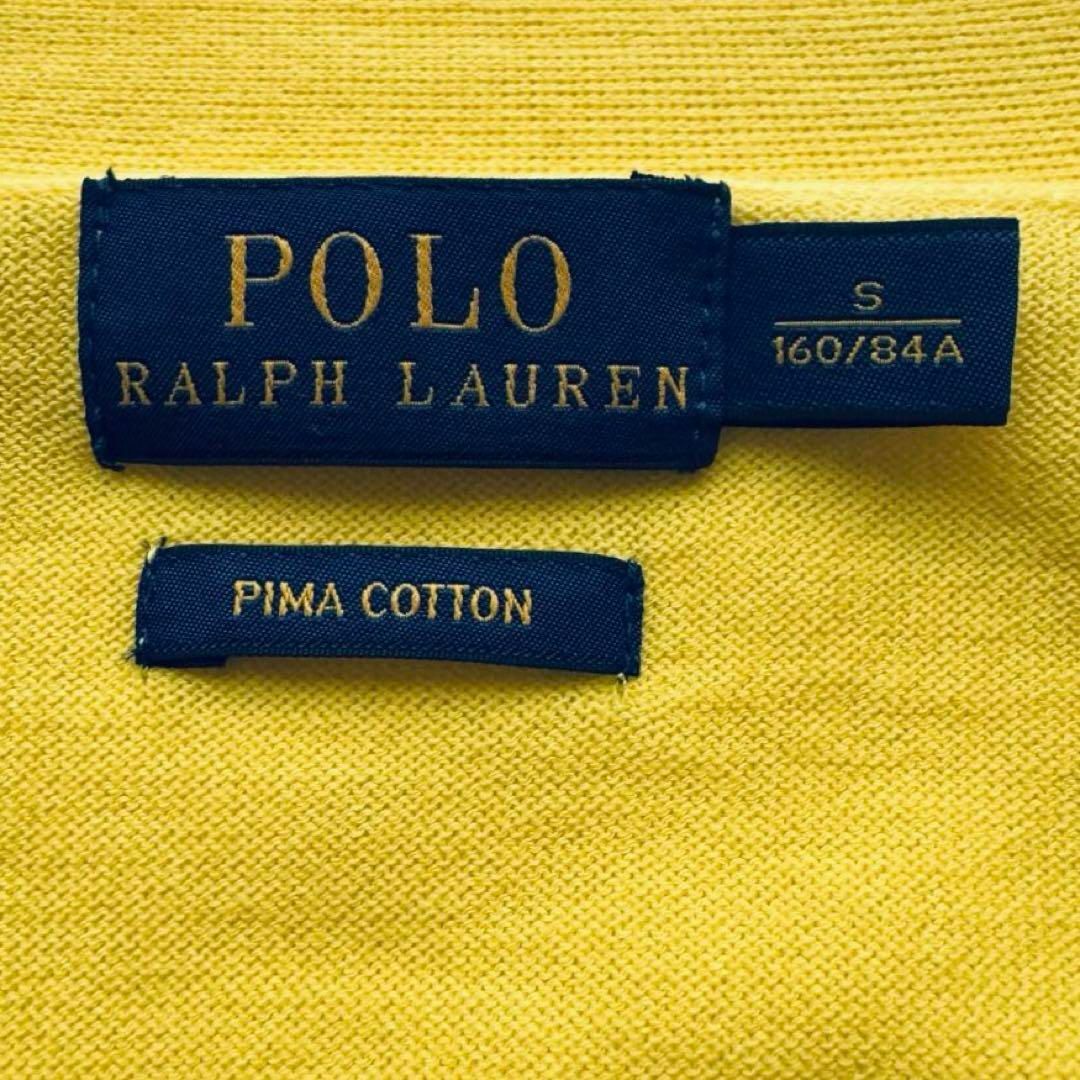 POLO
RALPH LAUREN
S
160/84A
PIMA COTTON